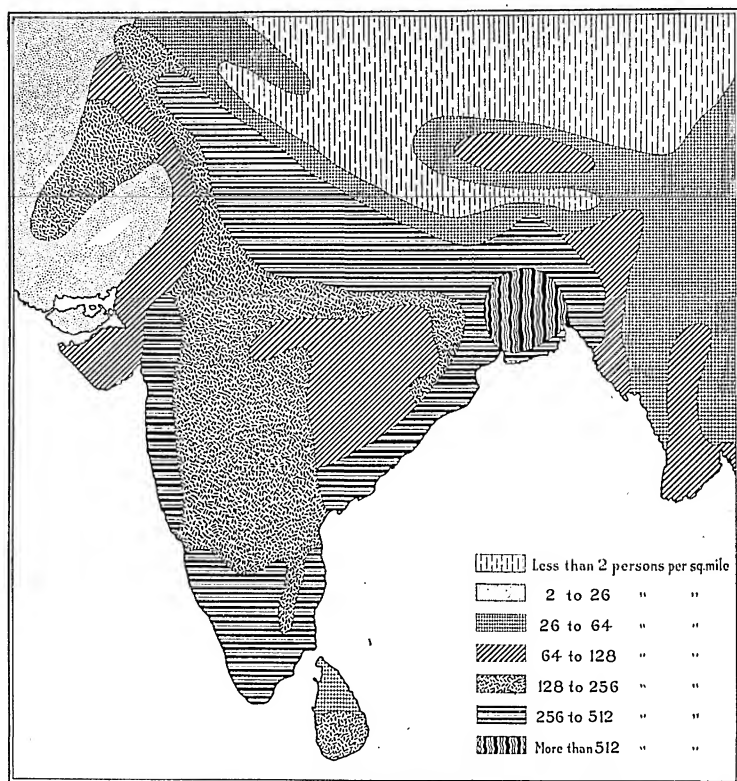 Less than 2 persons per sq.mile
2 to 26 " "
26 to 64 " "
64 to 128 " "
128 to 256 " "
256 to 512 " "
More than 512 " "